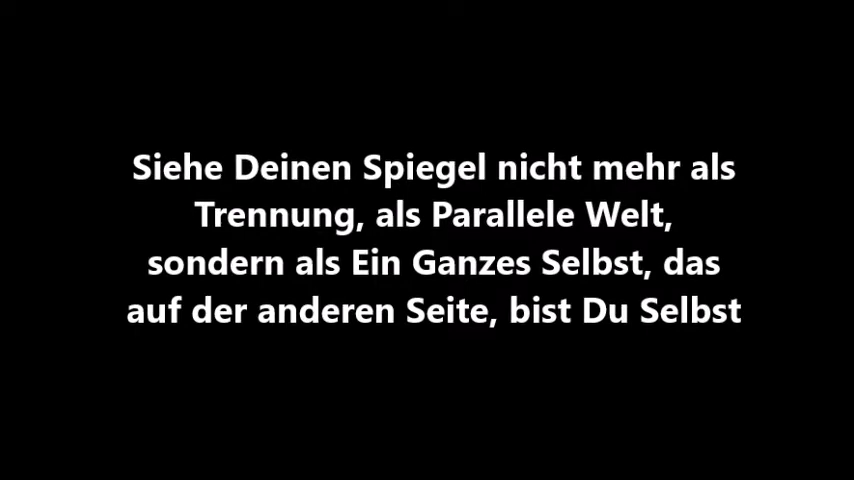 Siehe Deinen Spiegel nicht mehr als
Trennung, als Parallele Welt,
sondern als Ein Ganzes Selbst, das
auf der anderen Seite, bist Du Selbst